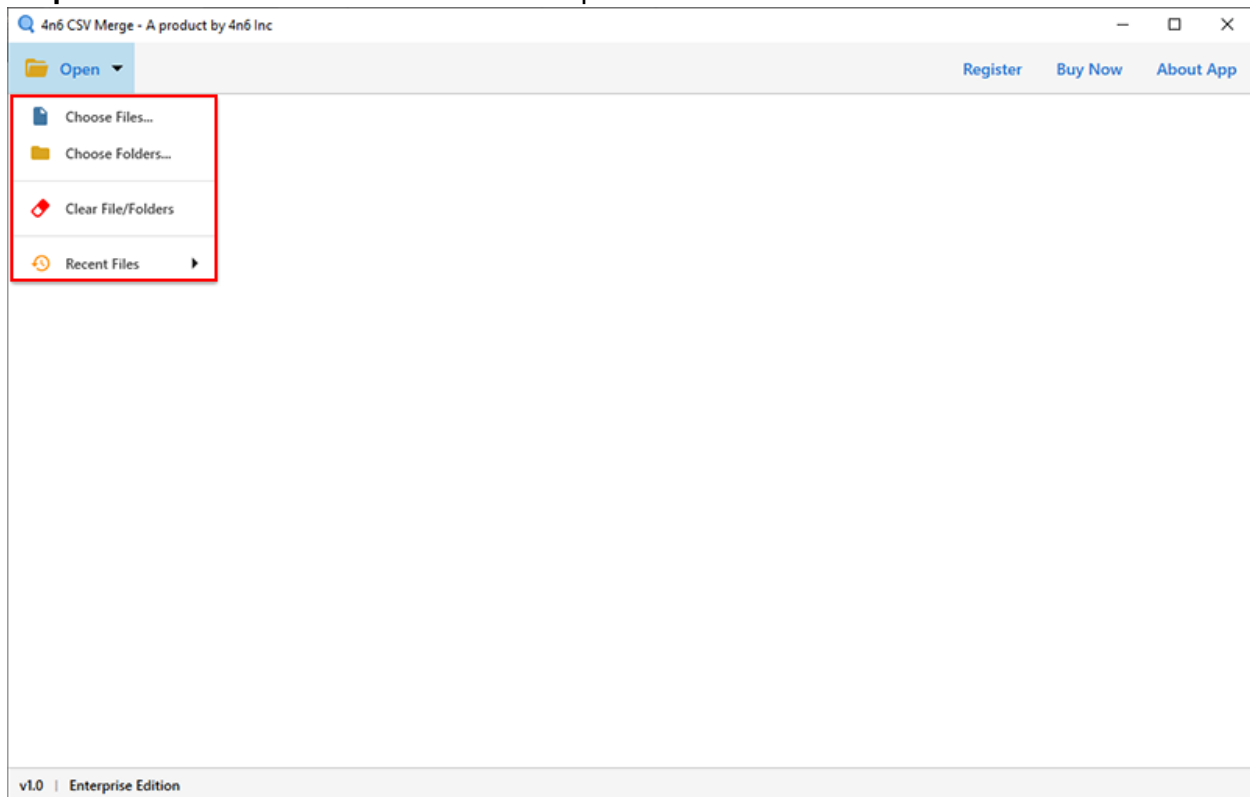 4n6 CSV Merge - A product by 4n6 Inc
Open Register Buy Now About App
Choose Files...
Choose Folders...
Clear File/Folders
Recent Files
v1.0 | Enterprise Edition